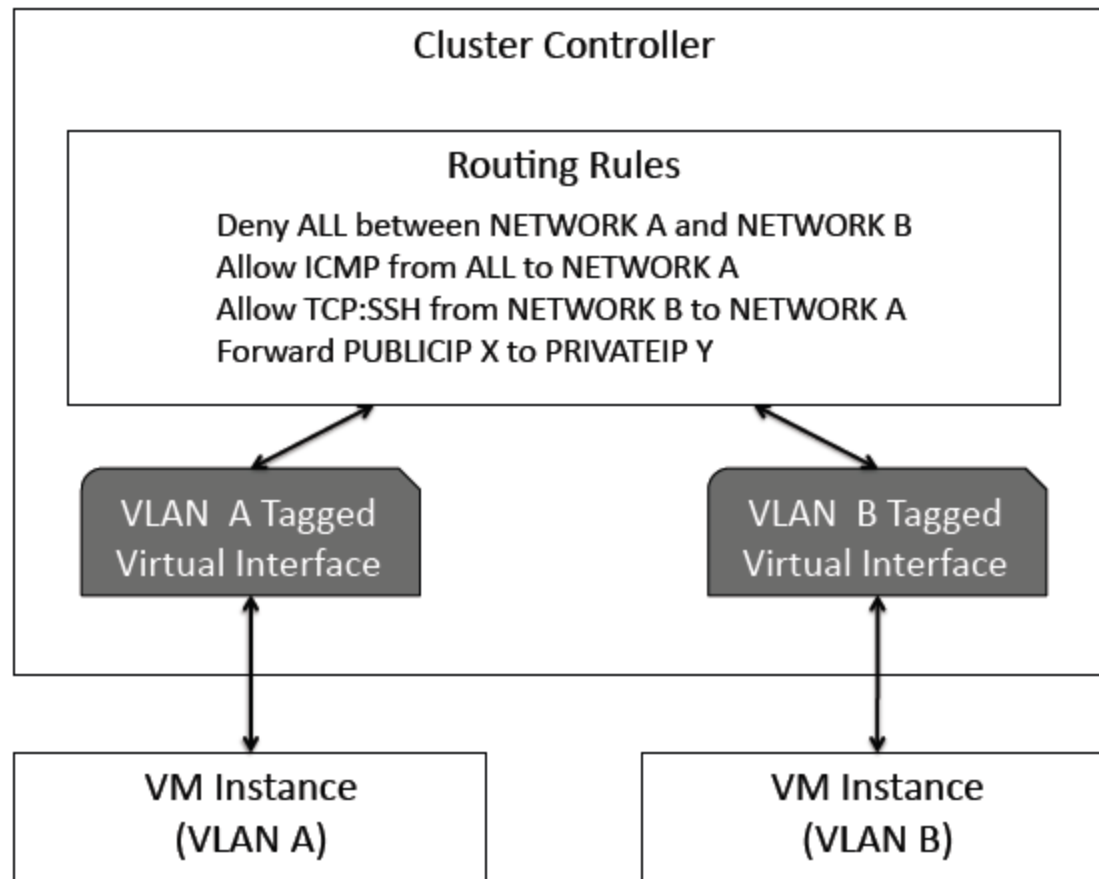 Cluster Controller
Routing Rules
Deny ALL between NETWORK A and NETWORK B
Allow ICMP from ALL to NETWORK A
Allow TCP:SSH from NETWORK B to NETWORK A
Forward PUBLICIP X to PRIVATEIP Y
VLAN A Tagged
Virtual Interface
VLAN B Tagged
Virtual Interface
VM Instance
(VLAN A)
VM Instance
(VLAN B)